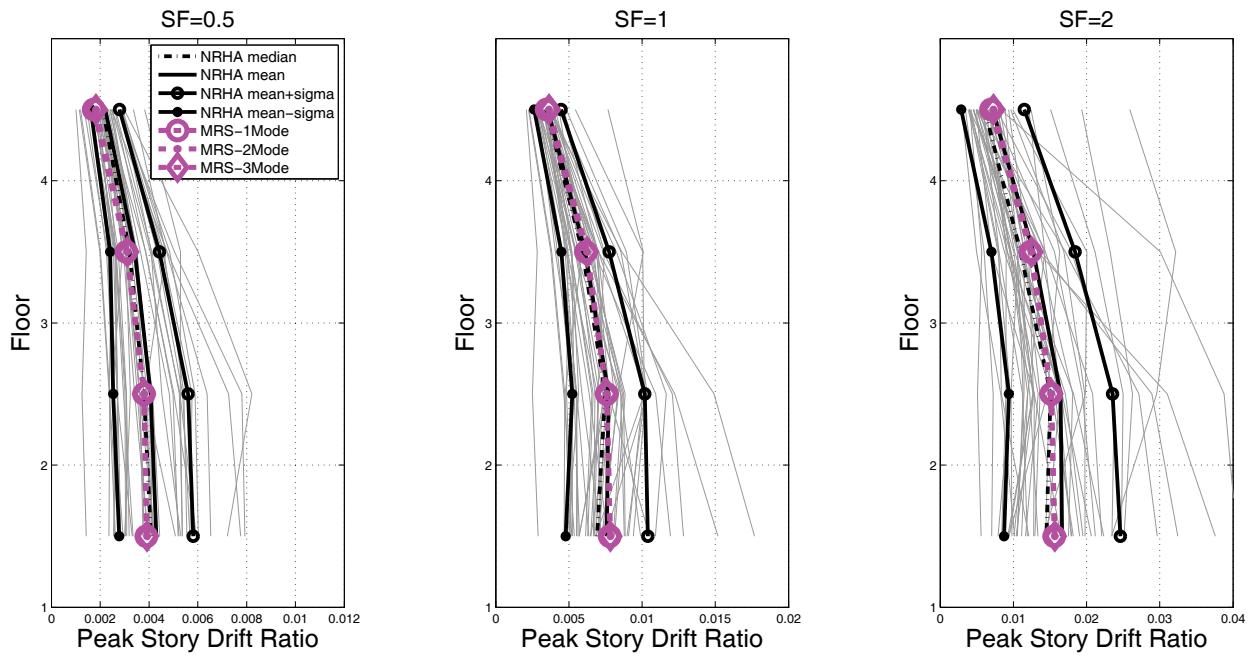 SF=0.5
NRHA median
NRHA mean
NRHA mean+sigma
NRHA mean−sigma
MRS−1Mode
MRS−2Mode
MRS−3Mode
4
3
2
1
Floor
0 0.002 0.004 0.006 0.008 0.01 0.012
Peak Story Drift Ratio
SF=1
4
3
2
1
Floor
0 0.005 0.01 0.015 0.02
Peak Story Drift Ratio
SF=2
4
3
2
1
Floor
0 0.01 0.02 0.03 0.04
Peak Story Drift Ratio